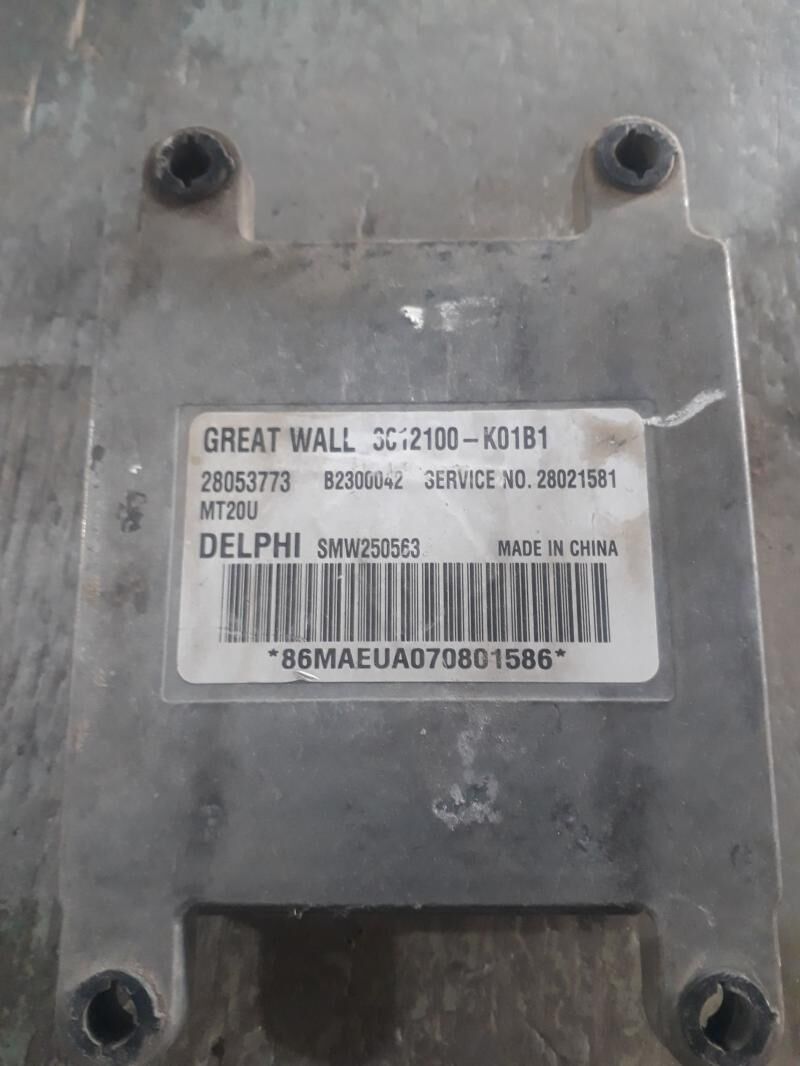 GREAT WALL 3612100-K01B1
28053773 B2300042 SERVICE NO. 28021581
MT20U
DELPHI SMW250563 MADE IN CHINA
*86MAEUA070801586*